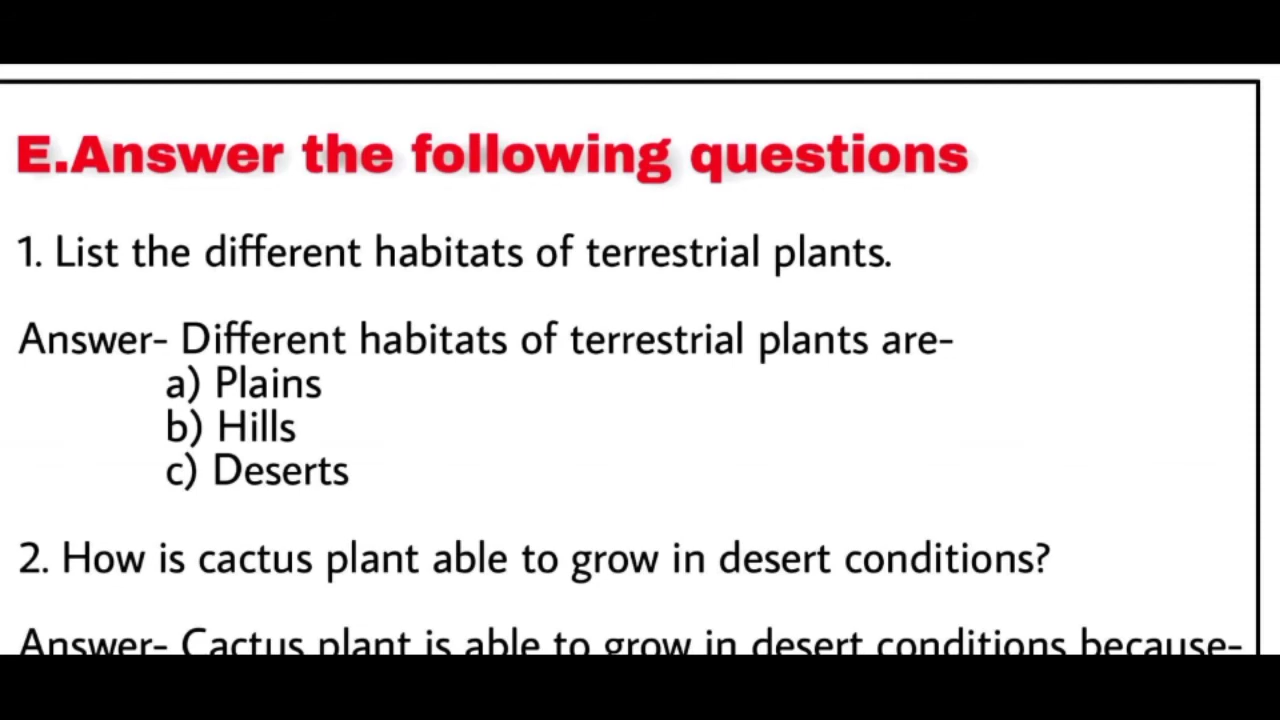 E.Answer the following questions
1. List the different habitats of terrestrial plants.
Answer- Different habitats of terrestrial plants are-
a) Plains
b) Hills
c) Deserts
2. How is cactus plant able to grow in desert conditions?
Answer- Cactus plant is able to grow in desert conditions because-